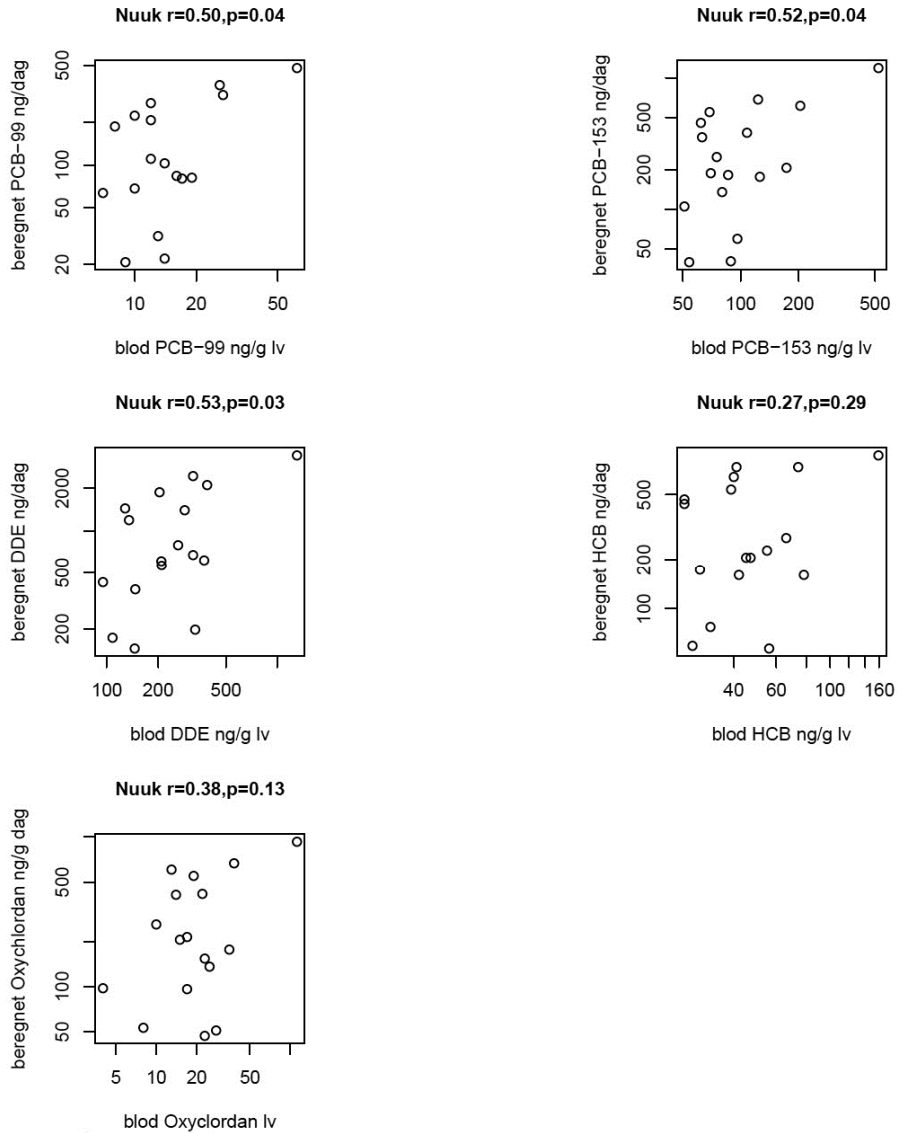 Nuuk r=0.50,p=0.04
beregnet PCB−99 ng/dag
500
100
50
20
10
20
50
blod PCB−99 ng/g lv
Nuuk r=0.52,p=0.04
beregnet PCB−153 ng/dag
500
200
50
50
100
200
500
blod PCB−153 ng/g lv
Nuuk r=0.53,p=0.03
beregnet DDE ng/dag
2000
500
200
100
200
500
blod DDE ng/g lv
Nuuk r=0.27,p=0.29
beregnet HCB ng/dag
500
200
100
40
60
100
160
blod HCB ng/g lv
Nuuk r=0.38,p=0.13
beregnet Oxychlordan ng/g dag
500
100
50
5
10
20
50
blod Oxyclordan lv